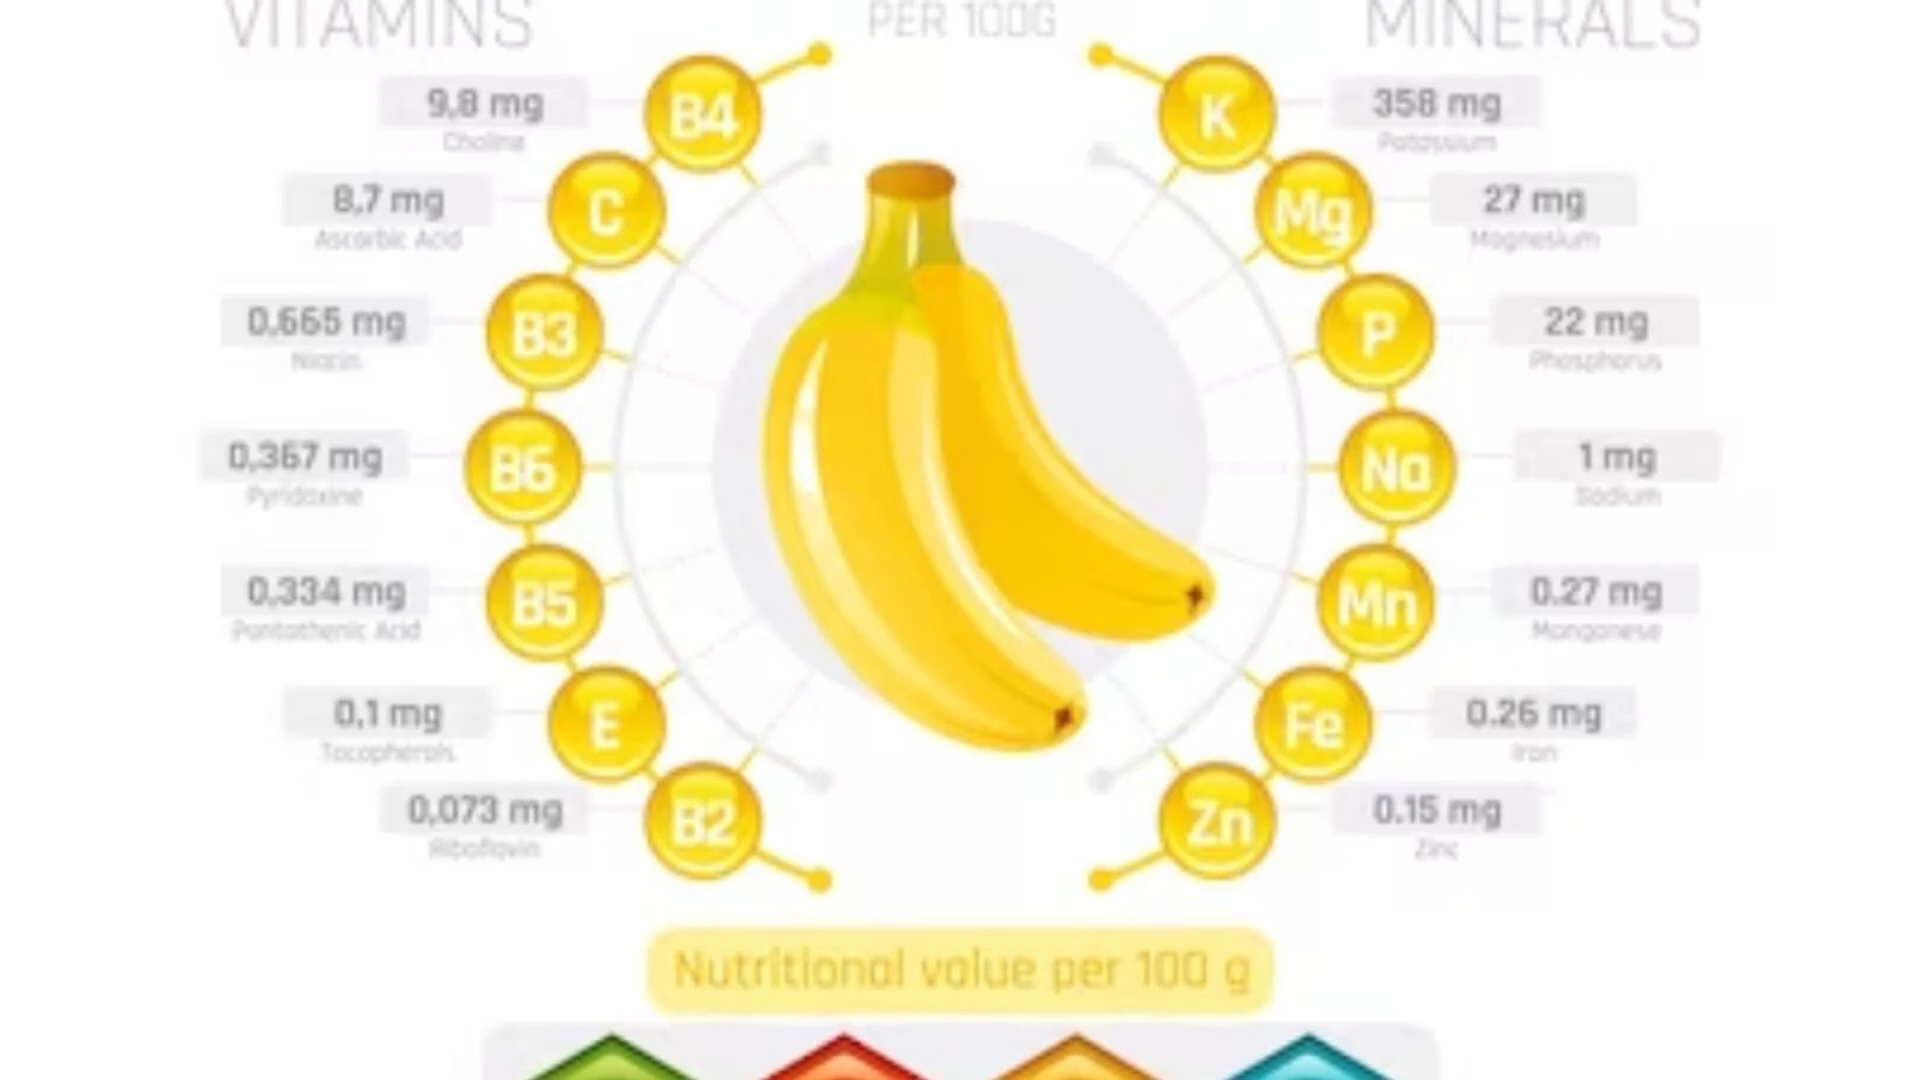 VITAMINS
PER 100G
MINERALS
9,8 mg
Choline
B4
8,7 mg
Ascorbic Acid
C
0,665 mg
Niacin
B3
0,367 mg
Pyridoxine
B6
0,334 mg
Pantothenic Acid
B5
0,1 mg
Tocopherols
E
0,073 mg
Riboflavin
B2
K
358 mg
Potassium
Mg
27 mg
Magnesium
P
22 mg
Phosphorus
Na
1 mg
Sodium
Mn
0.27 mg
Manganese
Fe
0.26 mg
Iron
Zn
0.15 mg
Zinc
Nutritional value per 100 g